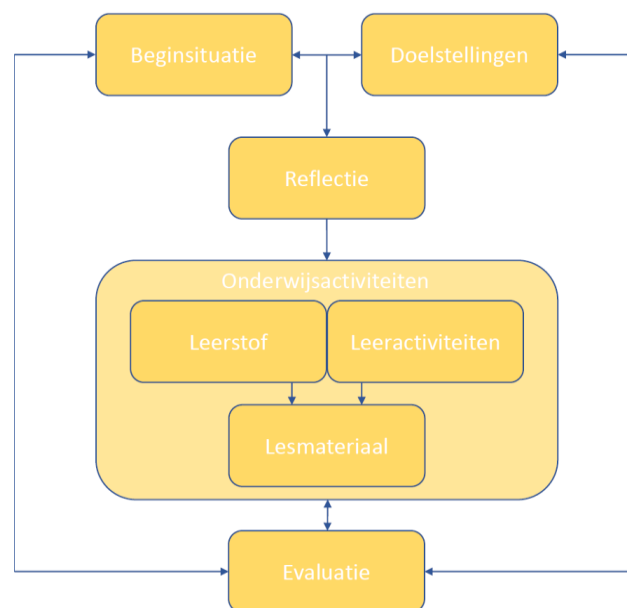 Beginsituatie
Doelstellingen
Reflectie
Onderwijsactiviteiten
Leerstof
Leeractiviteiten
Lesmateriaal
Evaluatie